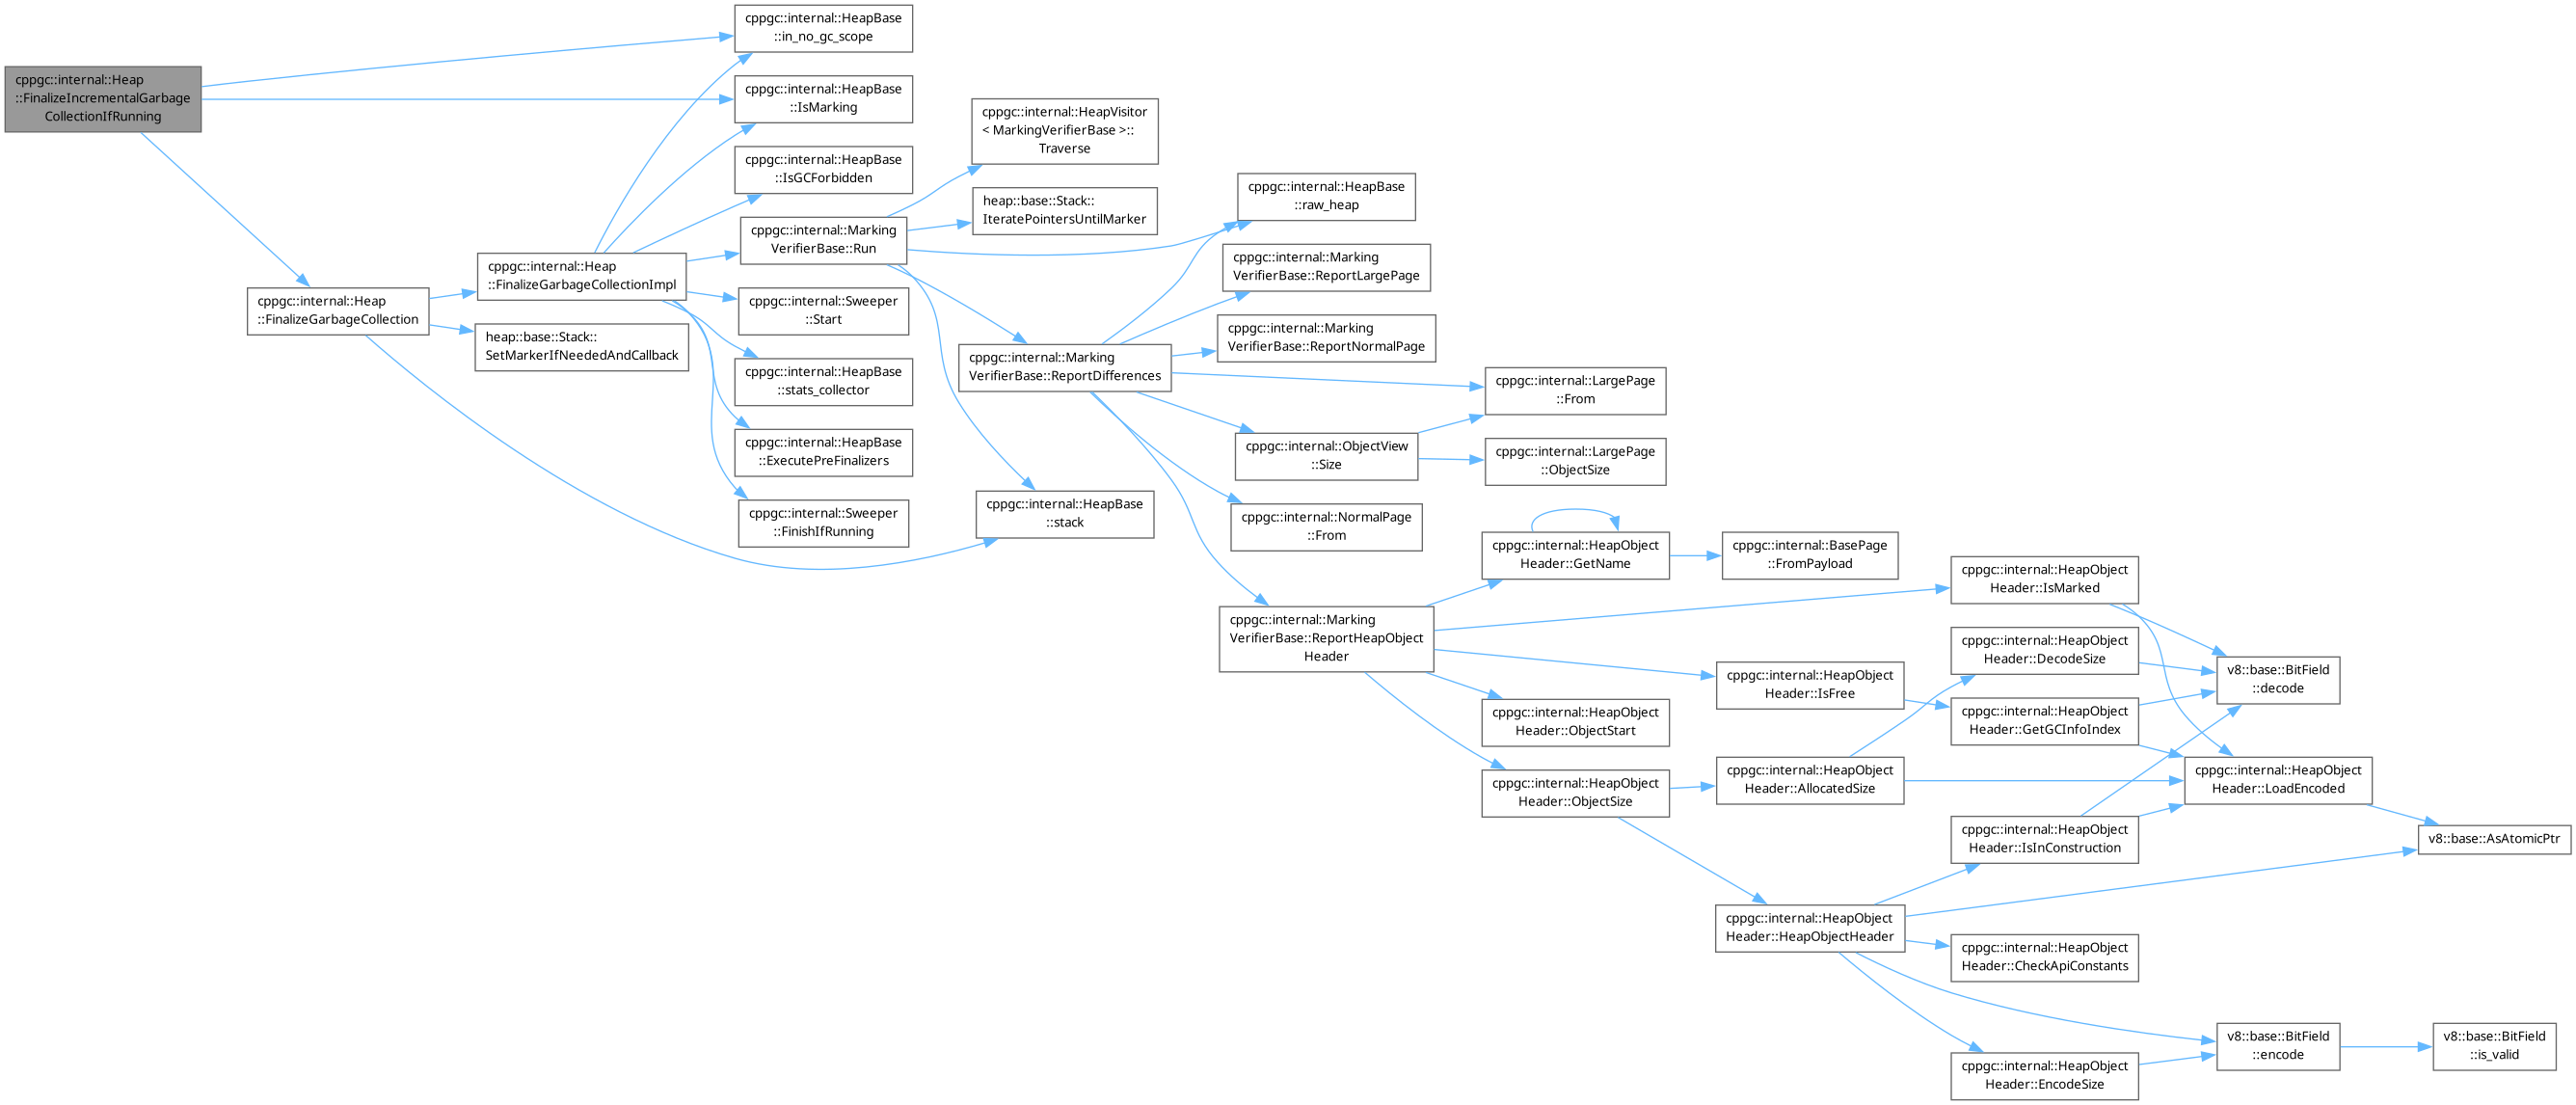 cppgc::internal::Heap
::FinalizeIncrementalGarbage
CollectionIfRunning
cppgc::internal::HeapBase
::in_no_gc_scope
cppgc::internal::HeapBase
::IsMarking
cppgc::internal::HeapBase
::IsGCForbidden
cppgc::internal::Heap
::FinalizeGarbageCollection
cppgc::internal::Heap
::FinalizeGarbageCollectionImpl
heap::base::Stack::
SetMarkerIfNeededAndCallback
cppgc::internal::Marking
VerifierBase::Run
cppgc::internal::Sweeper
::Start
cppgc::internal::HeapBase
::stats_collector
cppgc::internal::HeapBase
::ExecutePreFinalizers
cppgc::internal::Sweeper
::FinishIfRunning
cppgc::internal::HeapVisitor
< MarkingVerifierBase >::
Traverse
heap::base::Stack::
IteratePointersUntilMarker
cppgc::internal::Marking
VerifierBase::ReportDifferences
cppgc::internal::HeapBase
::stack
cppgc::internal::HeapBase
::raw_heap
cppgc::internal::Marking
VerifierBase::ReportLargePage
cppgc::internal::Marking
VerifierBase::ReportNormalPage
cppgc::internal::ObjectView
::Size
cppgc::internal::NormalPage
::From
cppgc::internal::Marking
VerifierBase::ReportHeapObject
Header
cppgc::internal::LargePage
::From
cppgc::internal::LargePage
::ObjectSize
cppgc::internal::HeapObject
Header::GetName
cppgc::internal::BasePage
::FromPayload
cppgc::internal::HeapObject
Header::ObjectStart
cppgc::internal::HeapObject
Header::ObjectSize
cppgc::internal::HeapObject
Header::IsFree
cppgc::internal::HeapObject
Header::AllocatedSize
cppgc::internal::HeapObject
Header::HeapObjectHeader
cppgc::internal::HeapObject
Header::IsMarked
cppgc::internal::HeapObject
Header::DecodeSize
cppgc::internal::HeapObject
Header::GetGCInfoIndex
cppgc::internal::HeapObject
Header::IsInConstruction
cppgc::internal::HeapObject
Header::CheckApiConstants
cppgc::internal::HeapObject
Header::EncodeSize
v8::base::BitField
::decode
cppgc::internal::HeapObject
Header::LoadEncoded
v8::base::AsAtomicPtr
v8::base::BitField
::encode
v8::base::BitField
::is_valid